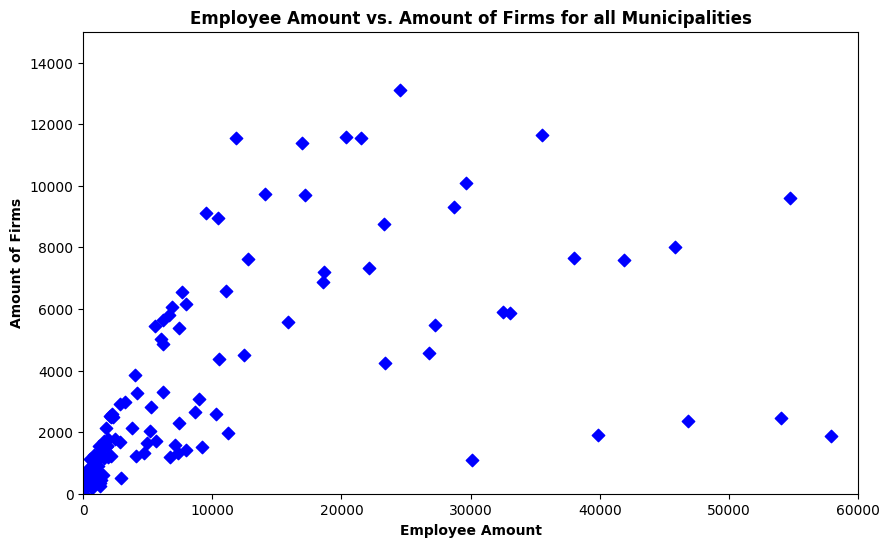 Employee Amount vs. Amount of Firms for all Municipalities
14000
12000
10000
8000
6000
4000
2000
0
Amount of Firms
0 10000 20000 30000 40000 50000 60000
Employee Amount